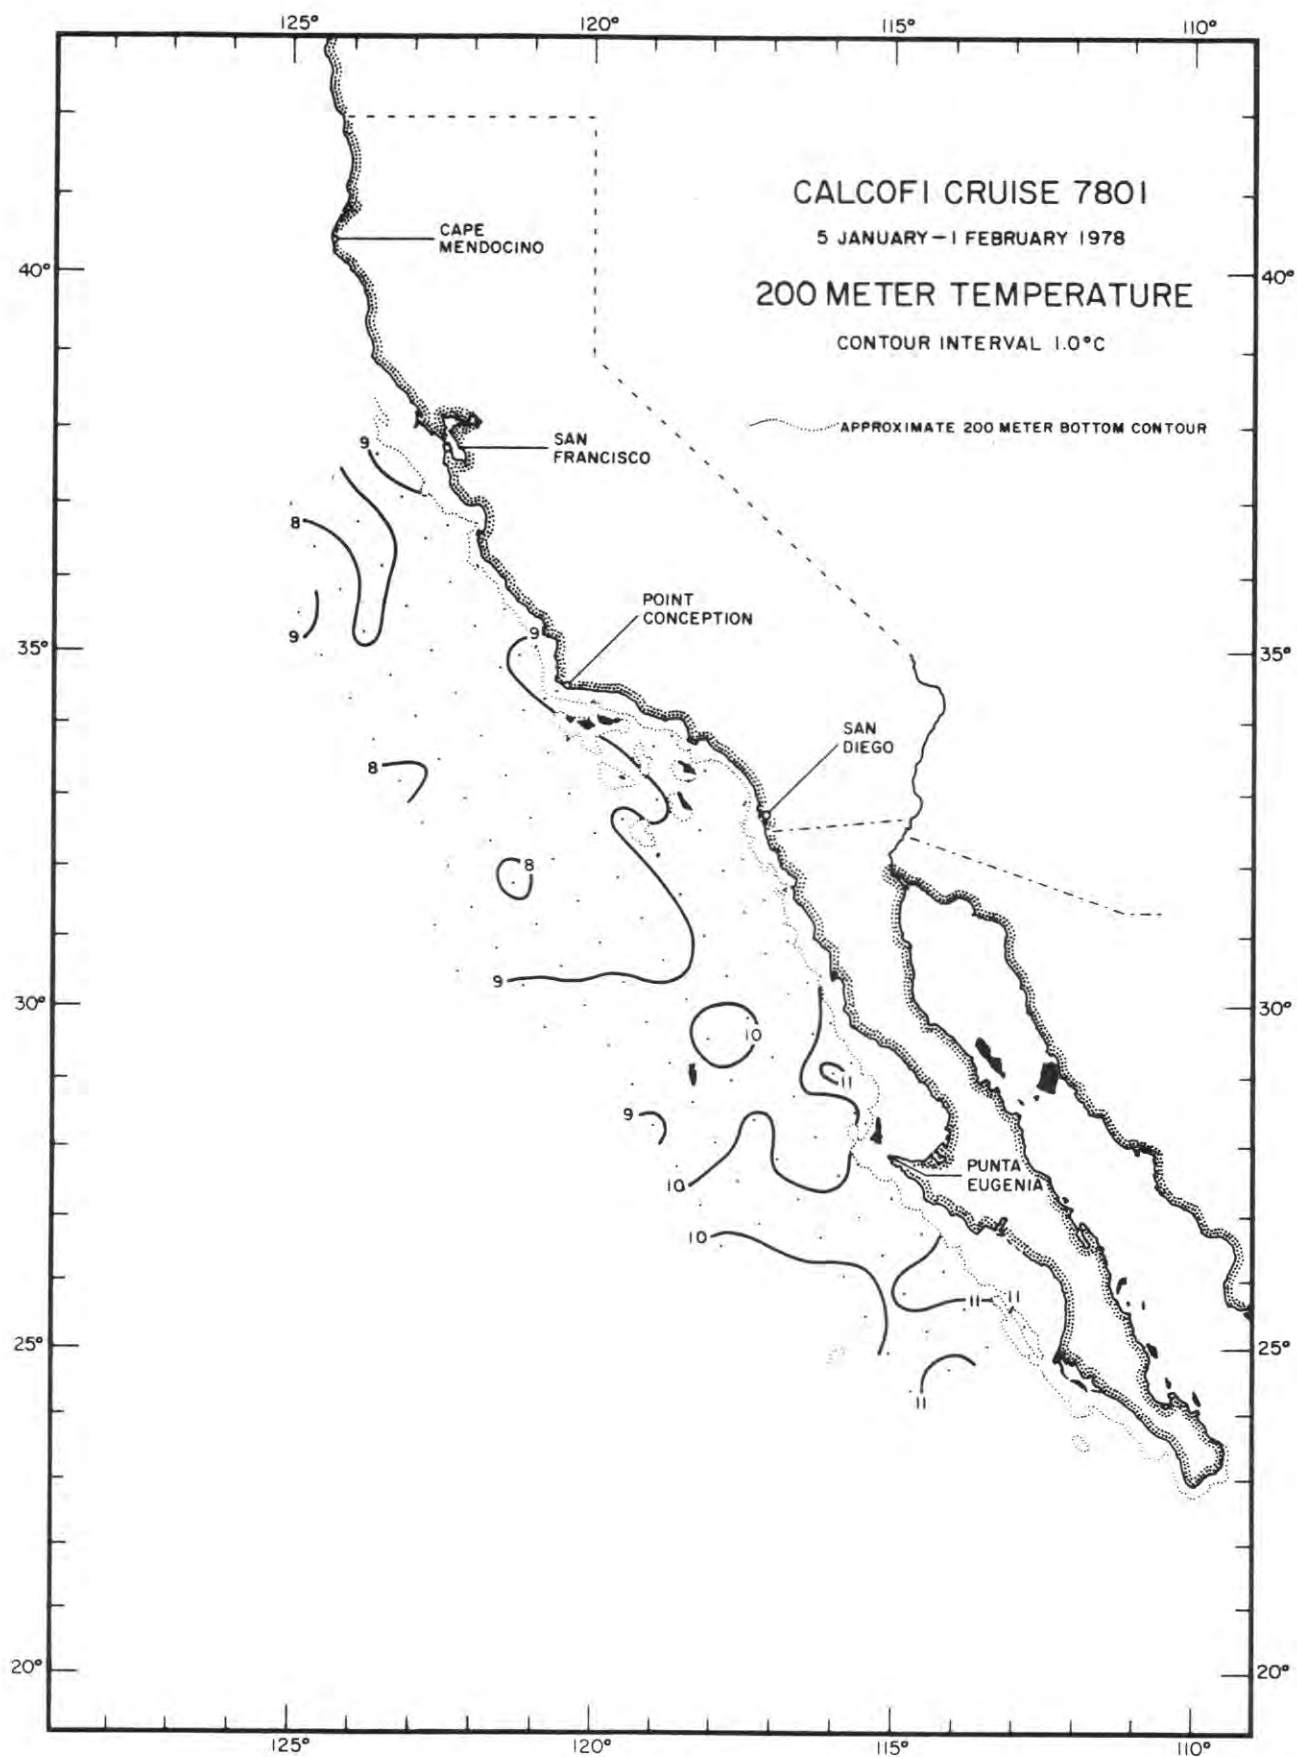 125° 120° 115° 110°
CALCOFI CRUISE 7801
5 JANUARY–1 FEBRUARY 1978
CAPE
MENDOCINO
40° 40°
200 METER TEMPERATURE
CONTOUR INTERVAL 1.0°C
APPROXIMATE 200 METER BOTTOM CONTOUR
9
SAN
FRANCISCO
8
POINT
CONCEPTION
9
9
35° 35°
SAN
DIEGO
8
8
9
30° 30°
10
11
9
PUNTA
EUGENIA
10
10
11
11
25° 25°
11
20° 20°
125° 120° 115° 110°